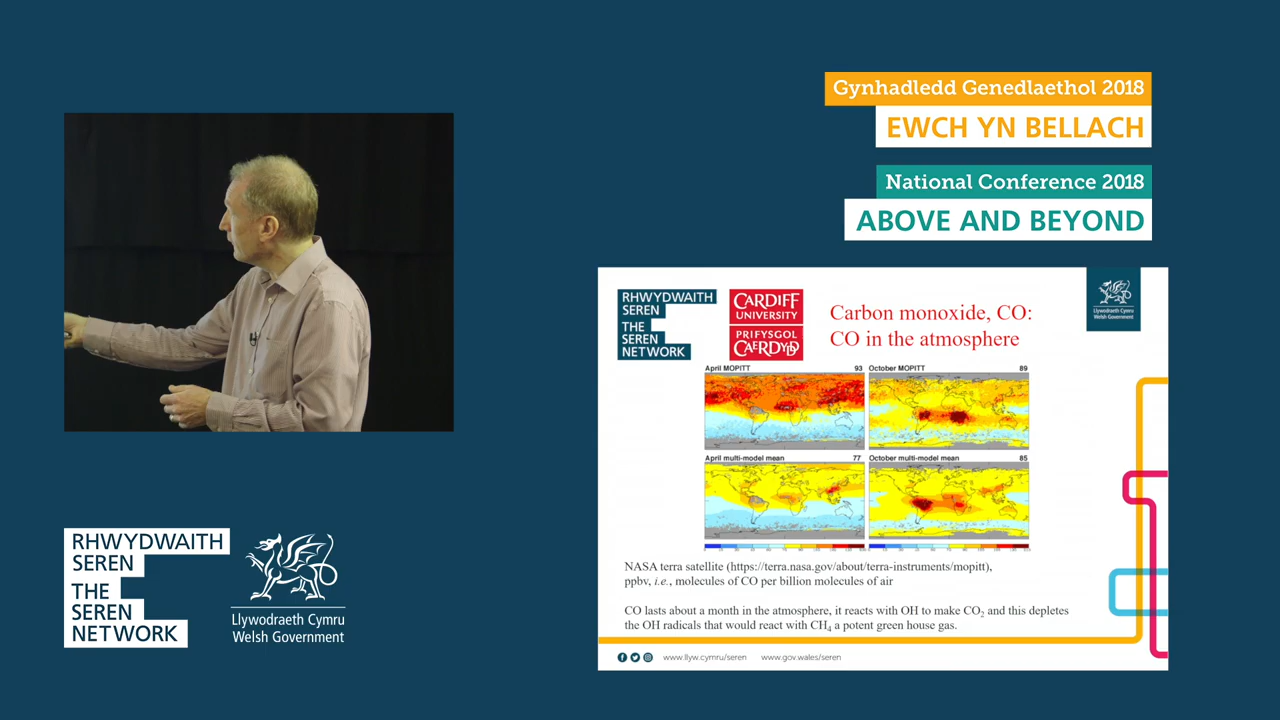 Gynhadledd Genedlaethol 2018
EWCH YN BELLACH
National Conference 2018
ABOVE AND BEYOND
RHWYDWAITH
SEREN
THE
SEREN
NETWORK
CARDIFF
UNIVERSITY
PRIFYSGOL
CAERDYDD
Carbon monoxide, CO:
CO in the atmosphere
Llywodraeth Cymru
Welsh Government
April MOPITT 93
October MOPITT 89
April multi-model mean 77
October multi-model mean 85
NASA terra satellite (https://terra.nasa.gov/about/terra-instruments/mopitt),
ppbv, i.e., molecules of CO per billion molecules of air
CO lasts about a month in the atmosphere, it reacts with OH to make CO2 and this depletes
the OH radicals that would react with CH4 a potent green house gas.
www.llyw.cymru/seren www.gov.wales/seren
RHWYDWAITH
SEREN
THE
SEREN
NETWORK
Llywodraeth Cymru
Welsh Government